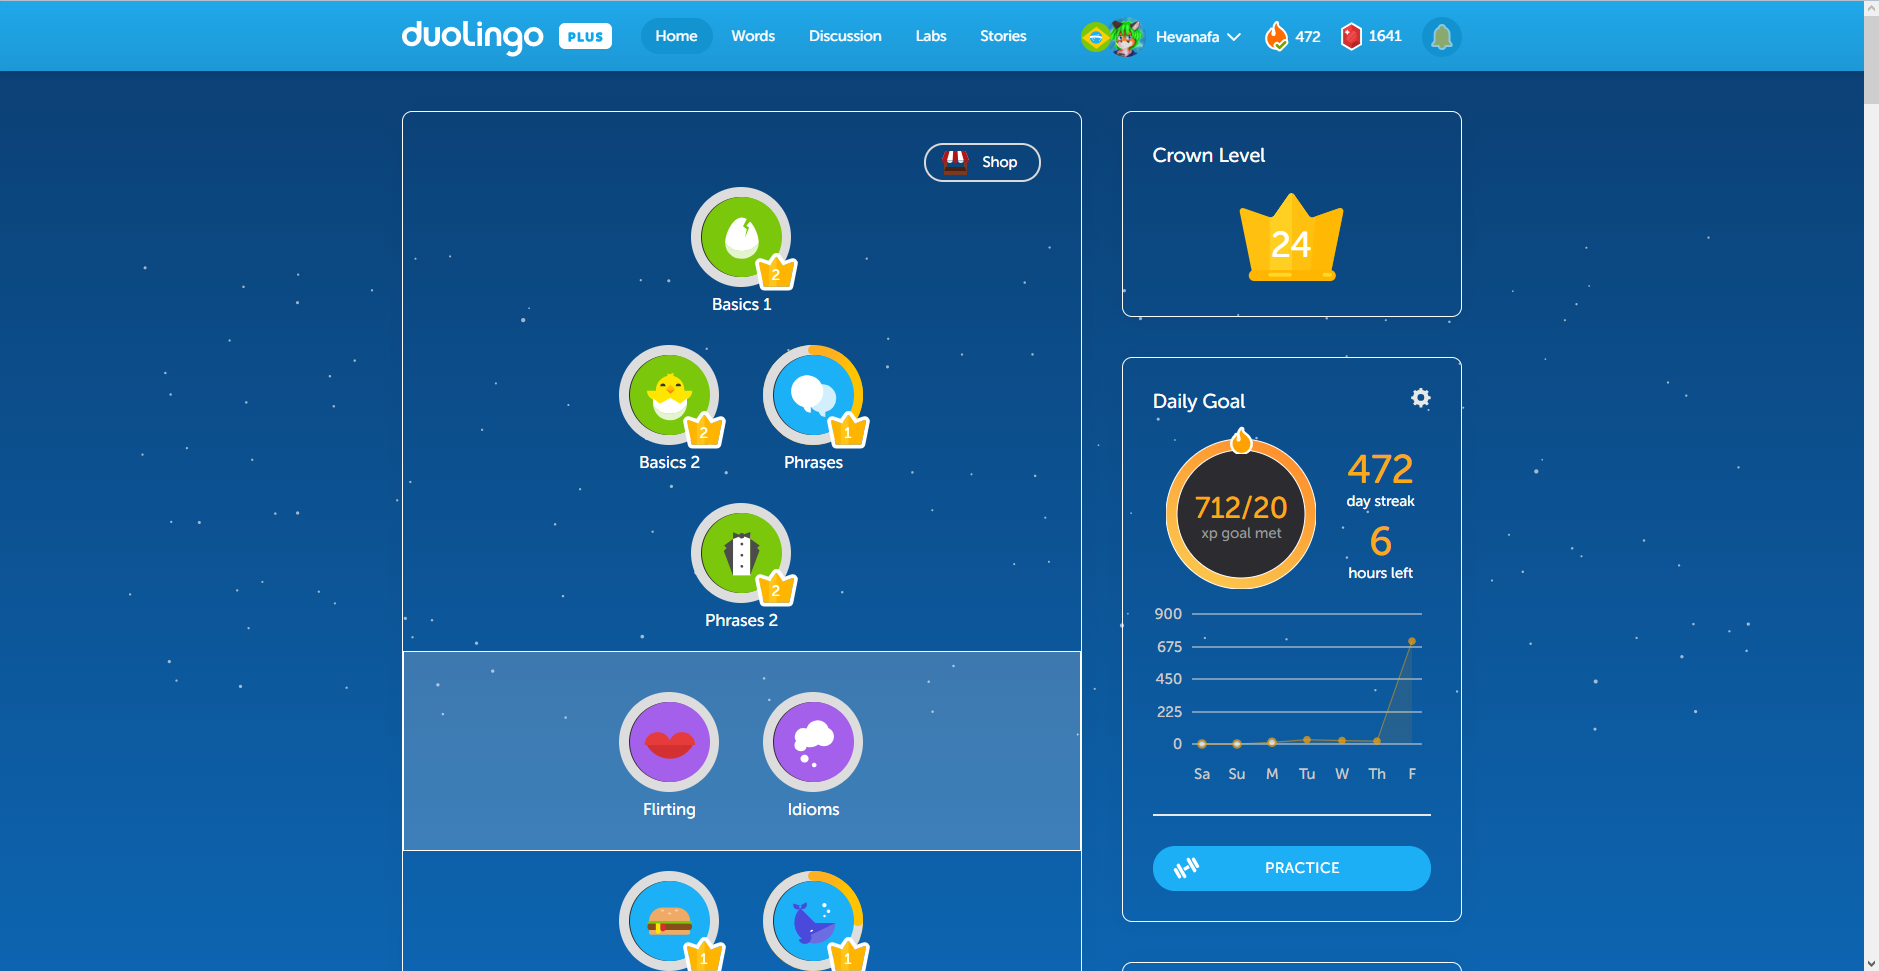 duolingo PLUS Home Words Discussion Labs Stories Hevanafa 472 1641
Shop
2
Basics 1
2
Basics 2
1
Phrases
2
Phrases 2
Flirting
Idioms
1
1
Crown Level
24
Daily Goal
712/20
xp goal met
472
day streak
6
hours left
900
675
450
225
0
Sa Su M Tu W Th F
PRACTICE